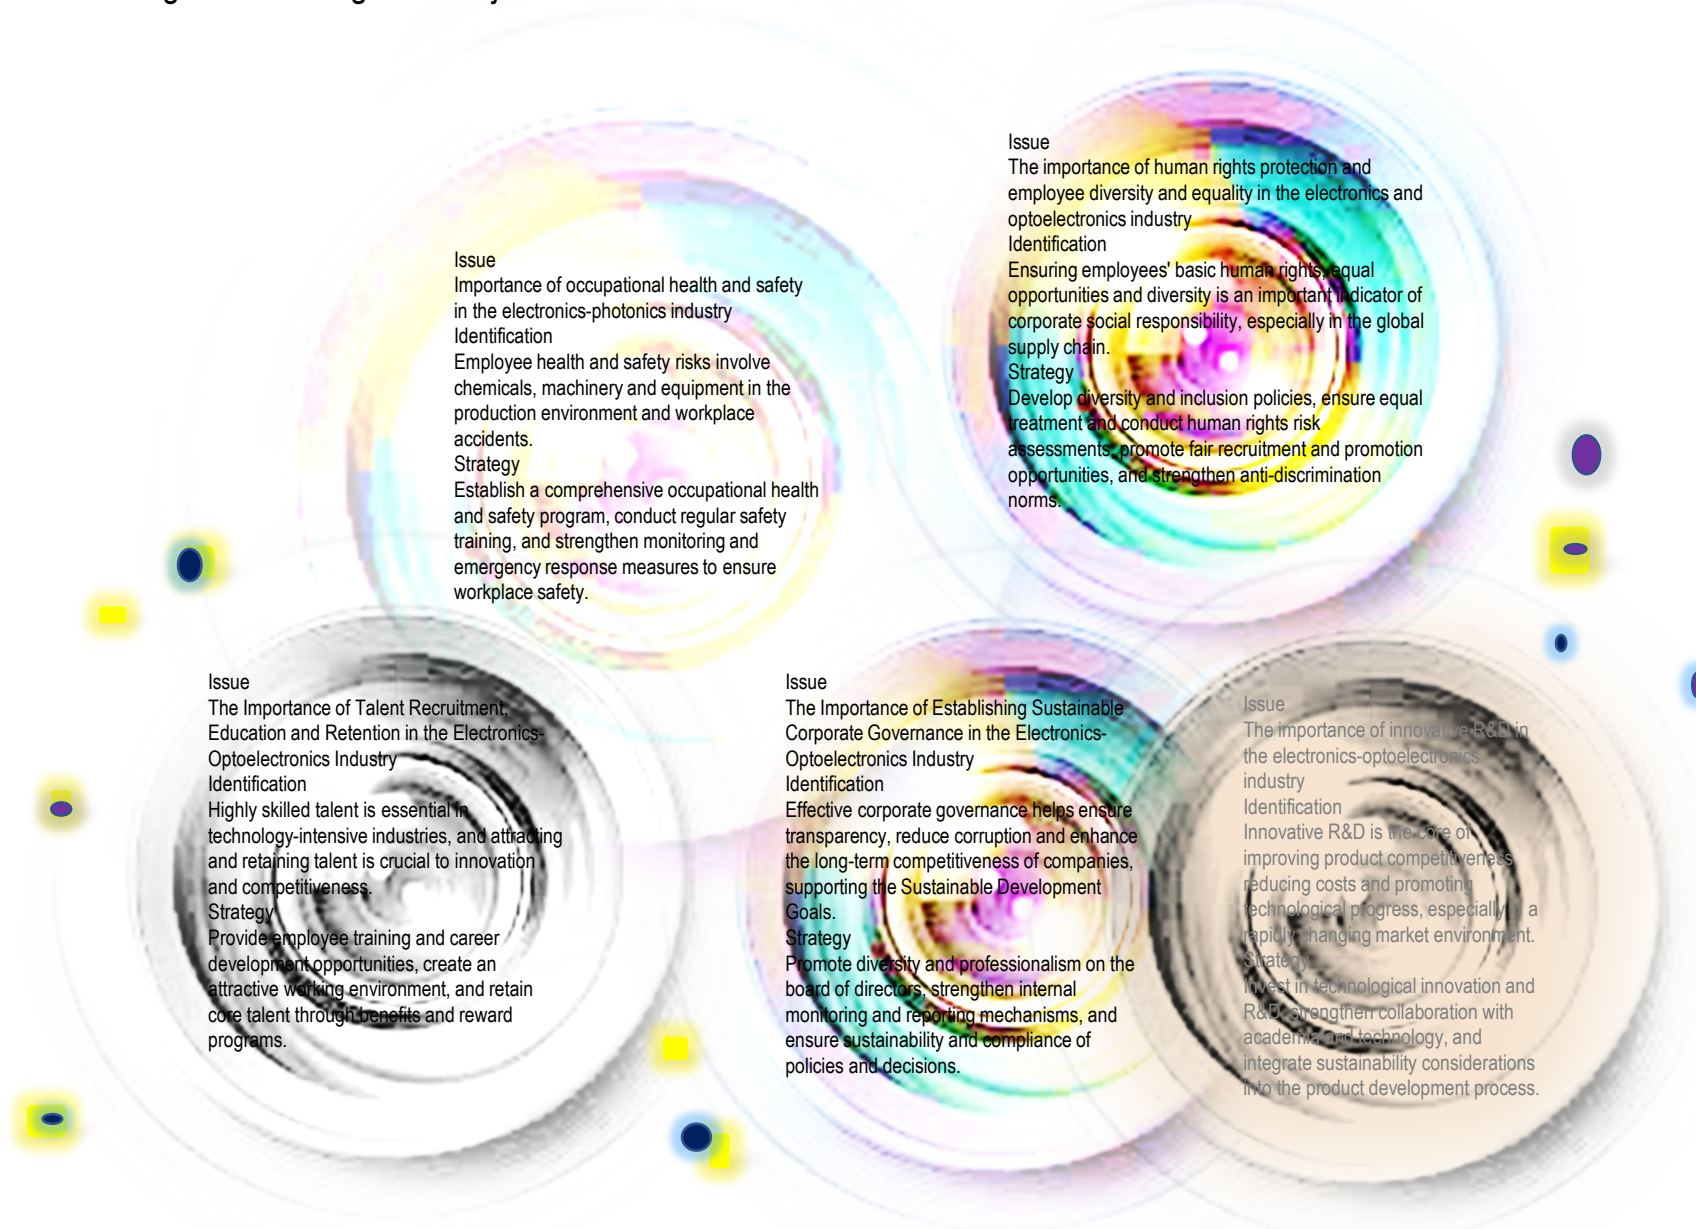 Issue
Importance of occupational health and safety
in the electronics-photonics industry
Identification
Employee health and safety risks involve
chemicals, machinery and equipment in the
production environment and workplace
accidents.
Strategy
Establish a comprehensive occupational health
and safety program, conduct regular safety
training, and strengthen monitoring and
emergency response measures to ensure
workplace safety.
Issue
The importance of human rights protection and
employee diversity and equality in the electronics and
optoelectronics industry
Identification
Ensuring employees' basic human rights, equal
opportunities and diversity is an important indicator of
corporate social responsibility, especially in the global
supply chain.
Strategy
Develop diversity and inclusion policies, ensure equal
treatment and conduct human rights risk
assessments, promote fair recruitment and promotion
opportunities, and strengthen anti-discrimination
norms.
Issue
The Importance of Talent Recruitment,
Education and Retention in the Electronics-
Optoelectronics Industry
Identification
Highly skilled talent is essential in
technology-intensive industries, and attracting
and retaining talent is crucial to innovation
and competitiveness.
Strategy
Provide employee training and career
development opportunities, create an
attractive working environment, and retain
core talent through benefits and reward
programs.
Issue
The Importance of Establishing Sustainable
Corporate Governance in the Electronics-
Optoelectronics Industry
Identification
Effective corporate governance helps ensure
transparency, reduce corruption and enhance
the long-term competitiveness of companies,
supporting the Sustainable Development
Goals.
Strategy
Promote diversity and professionalism on the
board of directors, strengthen internal
monitoring and reporting mechanisms, and
ensure sustainability and compliance of
policies and decisions.
Issue
The importance of innovative R&D in
the electronics-optoelectronics
industry
Identification
Innovative R&D is the core of
improving product competitiveness,
reducing costs and promoting
technological progress, especially in a
rapidly changing market environment.
Strategy
Invest in technological innovation and
R&D, strengthen collaboration with
academia and technology, and
integrate sustainability considerations
into the product development process.